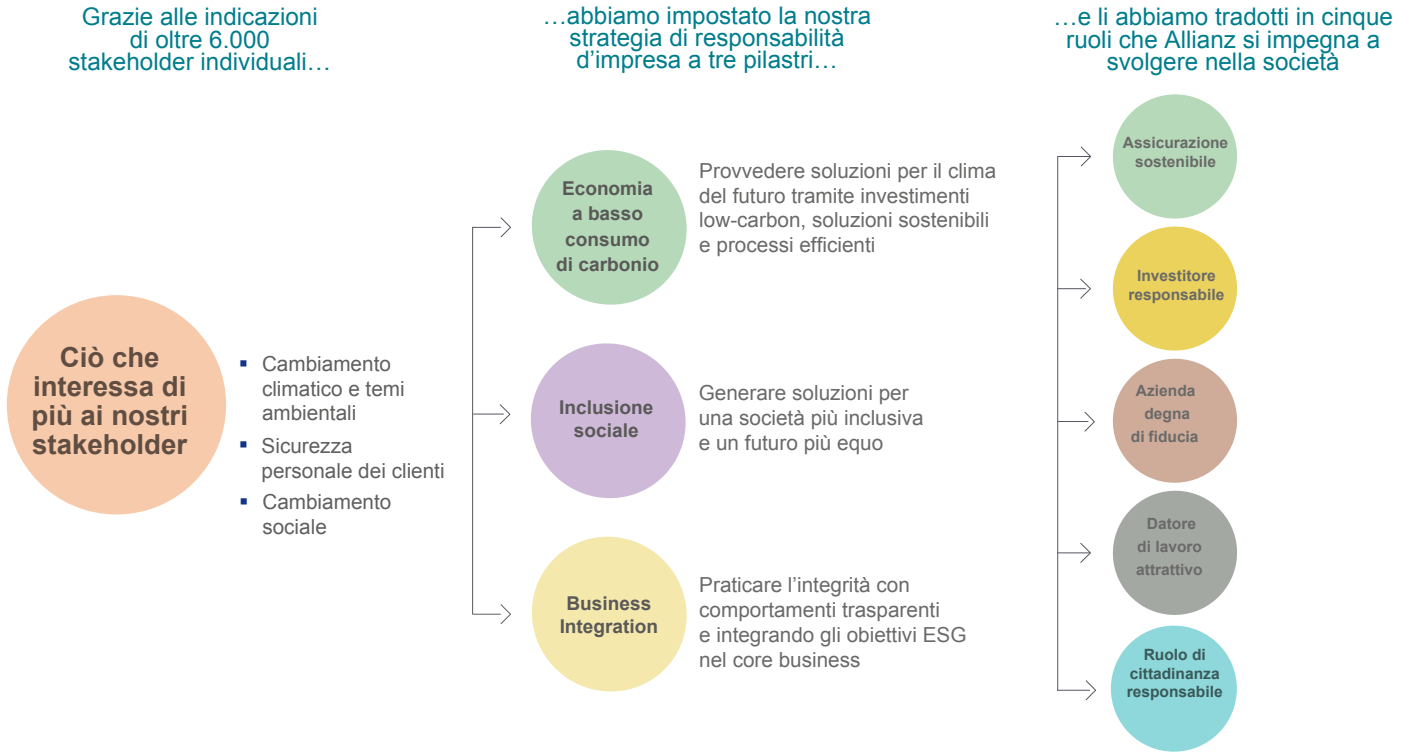 Grazie alle indicazioni
di oltre 6.000
stakeholder individuali…
…abbiamo impostato la nostra
strategia di responsabilità
d’impresa a tre pilastri…
…e li abbiamo tradotti in cinque
ruoli che Allianz si impegna a
svolgere nella società
Ciò che
interessa di
più ai nostri
stakeholder
▪ Cambiamento
climatico e temi
ambientali
▪ Sicurezza
personale dei clienti
▪ Cambiamento
sociale
Economia
a basso
consumo
di carbonio
Provvedere soluzioni per il clima
del futuro tramite investimenti
low-carbon, soluzioni sostenibili
e processi efficienti
Inclusione
sociale
Generare soluzioni per
una società più inclusiva
e un futuro più equo
Business
Integration
Praticare l’integrità con
comportamenti trasparenti
e integrando gli obiettivi ESG
nel core business
Assicurazione
sostenibile
Investitore
responsabile
Azienda
degna
di fiducia
Datore
di lavoro
attrattivo
Ruolo di
cittadinanza
responsabile